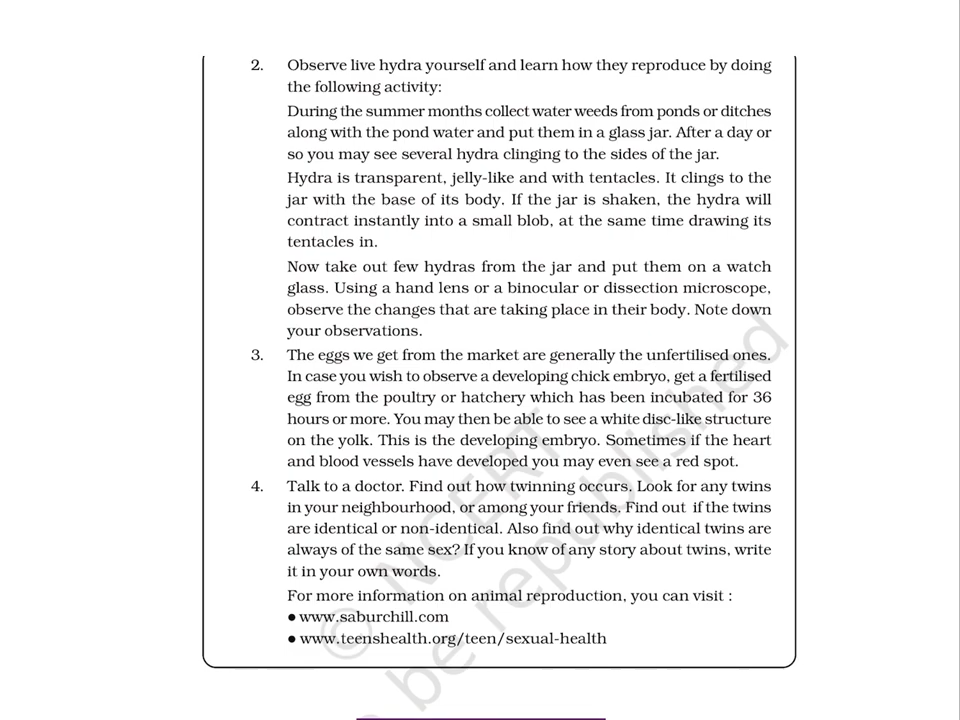 2. Observe live hydra yourself and learn how they reproduce by doing
the following activity:
During the summer months collect water weeds from ponds or ditches
along with the pond water and put them in a glass jar. After a day or
so you may see several hydra clinging to the sides of the jar.
Hydra is transparent, jelly-like and with tentacles. It clings to the
jar with the base of its body. If the jar is shaken, the hydra will
contract instantly into a small blob, at the same time drawing its
tentacles in.
Now take out few hydras from the jar and put them on a watch
glass. Using a hand lens or a binocular or dissection microscope,
observe the changes that are taking place in their body. Note down
your observations.
3. The eggs we get from the market are generally the unfertilised ones.
In case you wish to observe a developing chick embryo, get a fertilised
egg from the poultry or hatchery which has been incubated for 36
hours or more. You may then be able to see a white disc-like structure
on the yolk. This is the developing embryo. Sometimes if the heart
and blood vessels have developed you may even see a red spot.
4. Talk to a doctor. Find out how twinning occurs. Look for any twins
in your neighbourhood, or among your friends. Find out if the twins
are identical or non-identical. Also find out why identical twins are
always of the same sex? If you know of any story about twins, write
it in your own words.
For more information on animal reproduction, you can visit :
● www.saburchill.com
● www.teenshealth.org/teen/sexual-health
© NCERT
be republished